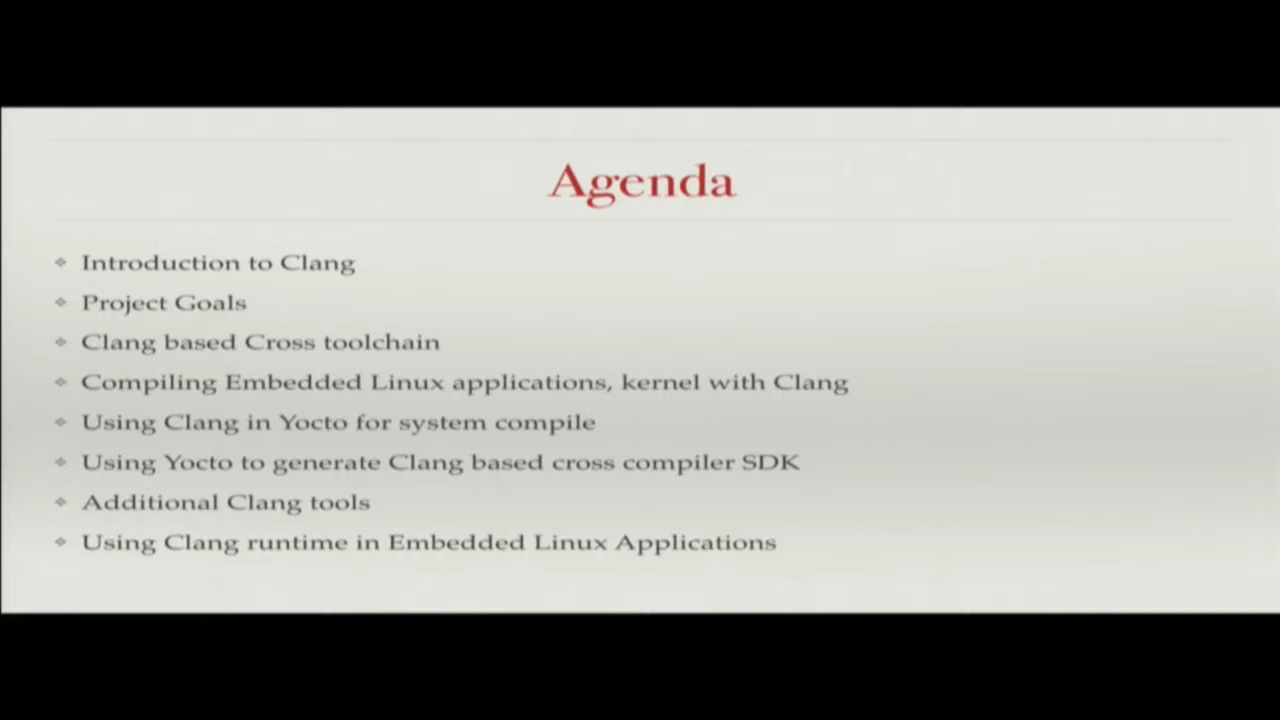 Agenda
Introduction to Clang
Project Goals
Clang based Cross toolchain
Compiling Embedded Linux applications, kernel with Clang
Using Clang in Yocto for system compile
Using Yocto to generate Clang based cross compiler SDK
Additional Clang tools
Using Clang runtime in Embedded Linux Applications